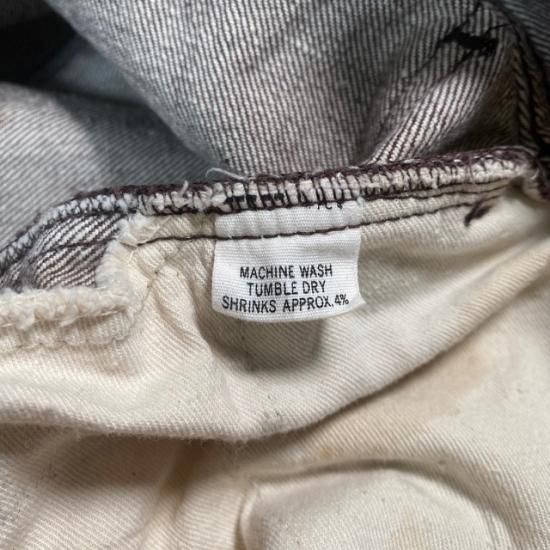 MACHINE WASH
TUMBLE DRY
SHRINKS APPROX. 4%